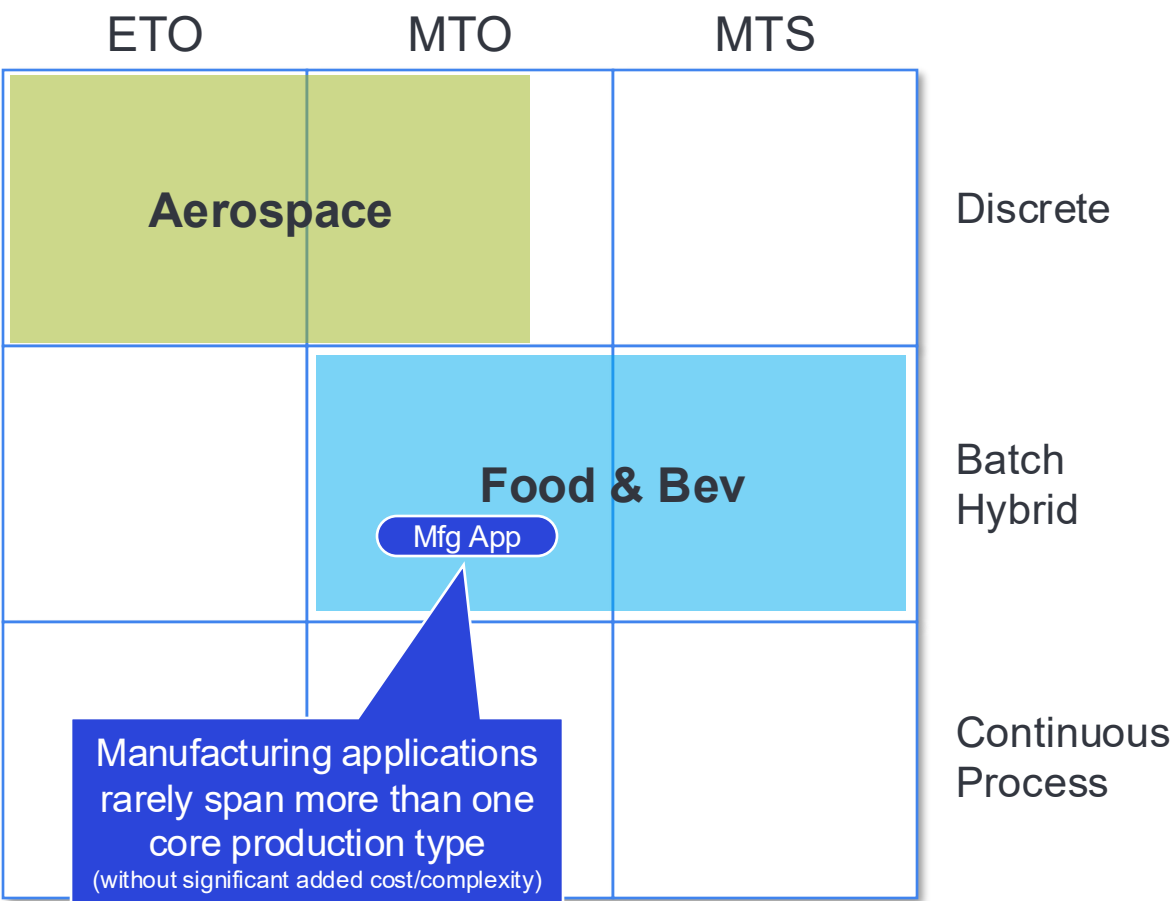 ETO MTO MTS
Aerospace
Discrete
Food & Bev
Batch
Hybrid
Mfg App
Continuous
Process
Manufacturing applications
rarely span more than one
core production type
(without significant added cost/complexity)